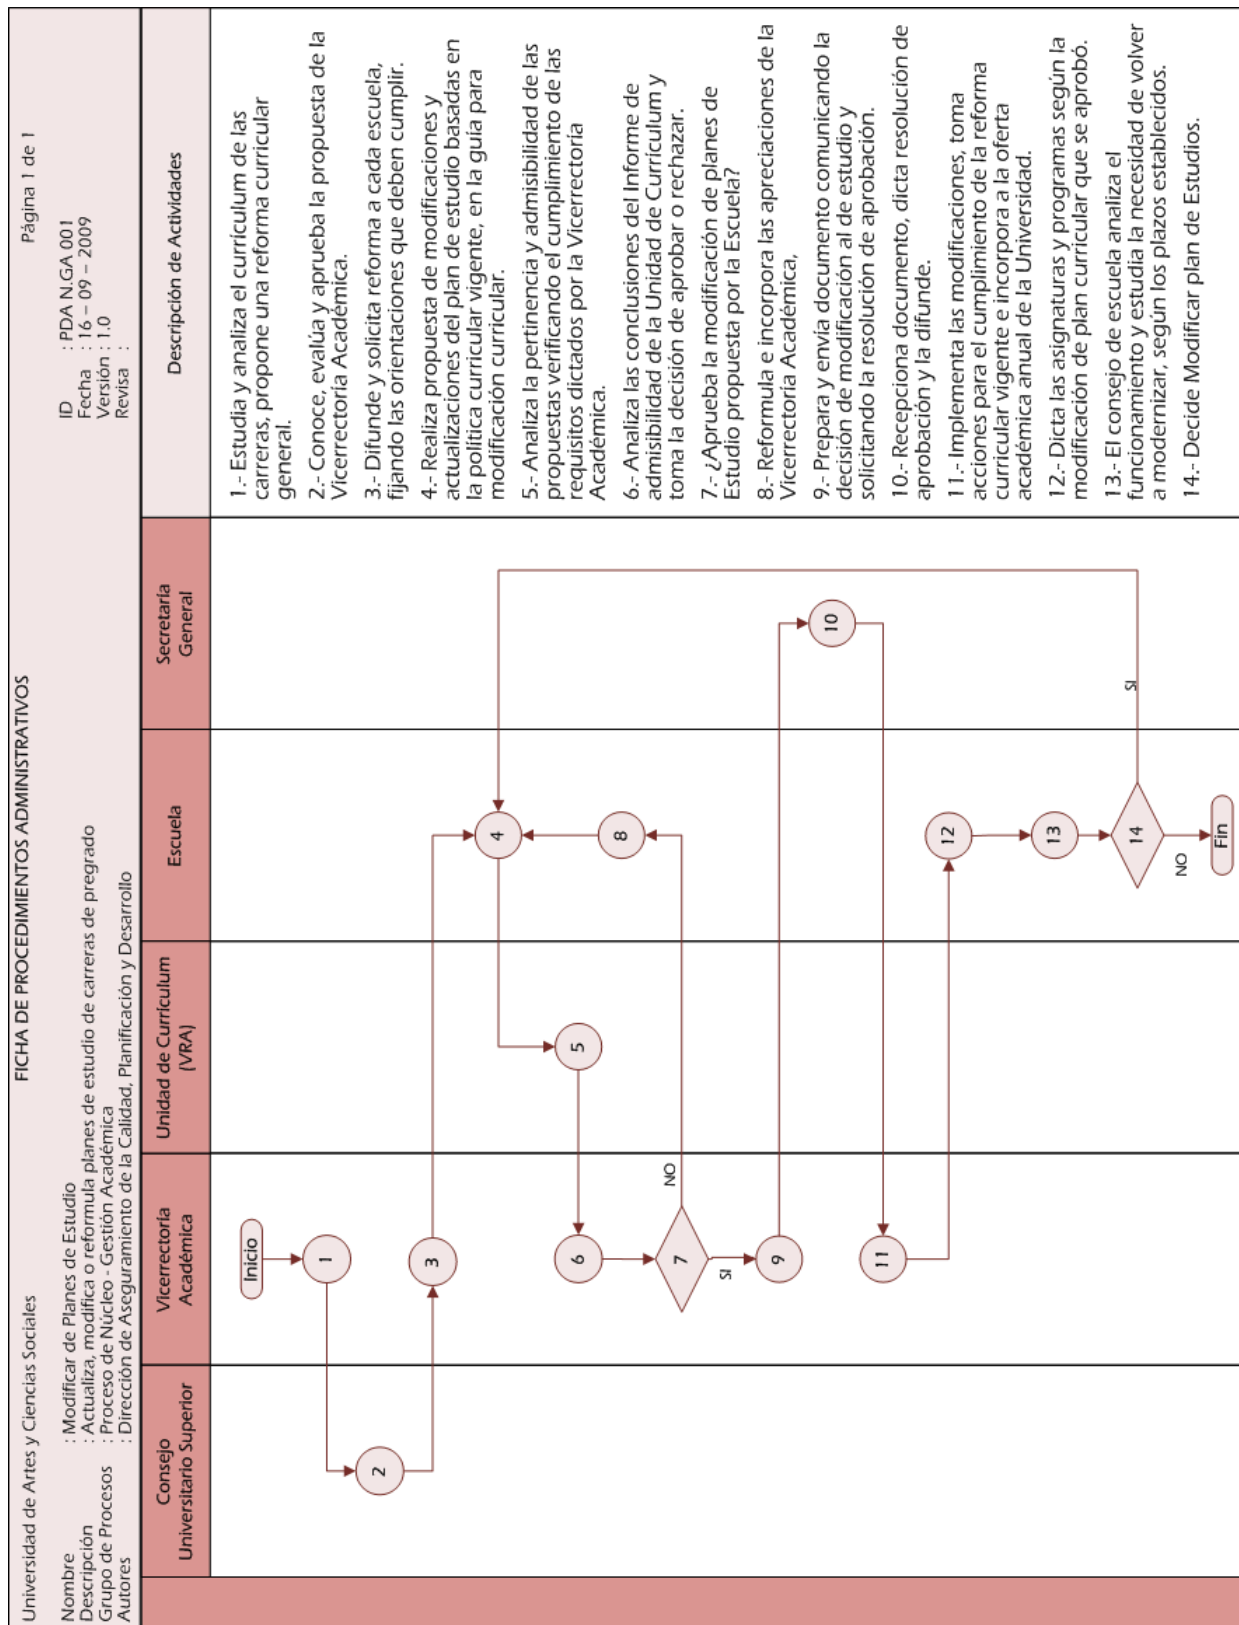 Universidad de Artes y Ciencias Sociales
FICHA DE PROCEDIMIENTOS ADMINISTRATIVOS
Página 1 de 1
Nombre : Modificar de Planes de Estudio
Descripción : Actualiza, modifica o reformula planes de estudio de carreras de pregrado
Grupo de Procesos : Proceso de Núcleo - Gestión Académica
Autores : Dirección de Aseguramiento de la Calidad, Planificación y Desarrollo
ID : PDA N.GA 001
Fecha : 16 – 09 – 2009
Versión : 1.0
Revisa :
Consejo
Universitario Superior
Vicerrectoría
Académica
Unidad de Currículum
(VRA)
Escuela
Secretaría
General
Descripción de Actividades
Inicio
1
2
3
4
5
6
7
NO
SI
8
9
10
11
12
13
14
SI
NO
Fin
1.- Estudia y analiza el currículum de las
carreras, propone una reforma curricular
general.
2.- Conoce, evalúa y aprueba la propuesta de la
Vicerrectoría Académica.
3.- Difunde y solicita reforma a cada escuela,
fijando las orientaciones que deben cumplir.
4.- Realiza propuesta de modificaciones y
actualizaciones del plan de estudio basadas en
la política curricular vigente, en la guía para
modificación curricular.
5.- Analiza la pertinencia y admisibilidad de las
propuestas verificando el cumplimiento de las
requisitos dictados por la Vicerrectoría
Académica.
6.- Analiza las conclusiones del Informe de
admisibilidad de la Unidad de Currículum y
toma la decisión de aprobar o rechazar.
7.- ¿Aprueba la modificación de planes de
Estudio propuesta por la Escuela?
8.- Reformula e incorpora las apreciaciones de la
Vicerrectoría Académica,
9.- Prepara y envía documento comunicando la
decisión de modificación al de estudio y
solicitando la resolución de aprobación.
10.- Recepciona documento, dicta resolución de
aprobación y la difunde.
11.- Implementa las modificaciones, toma
acciones para el cumplimiento de la reforma
curricular vigente e incorpora a la oferta
académica anual de la Universidad.
12.- Dicta las asignaturas y programas según la
modificación de plan curricular que se aprobó.
13.- El consejo de escuela analiza el
funcionamiento y estudia la necesidad de volver
a modernizar, según los plazos establecidos.
14.- Decide Modificar plan de Estudios.